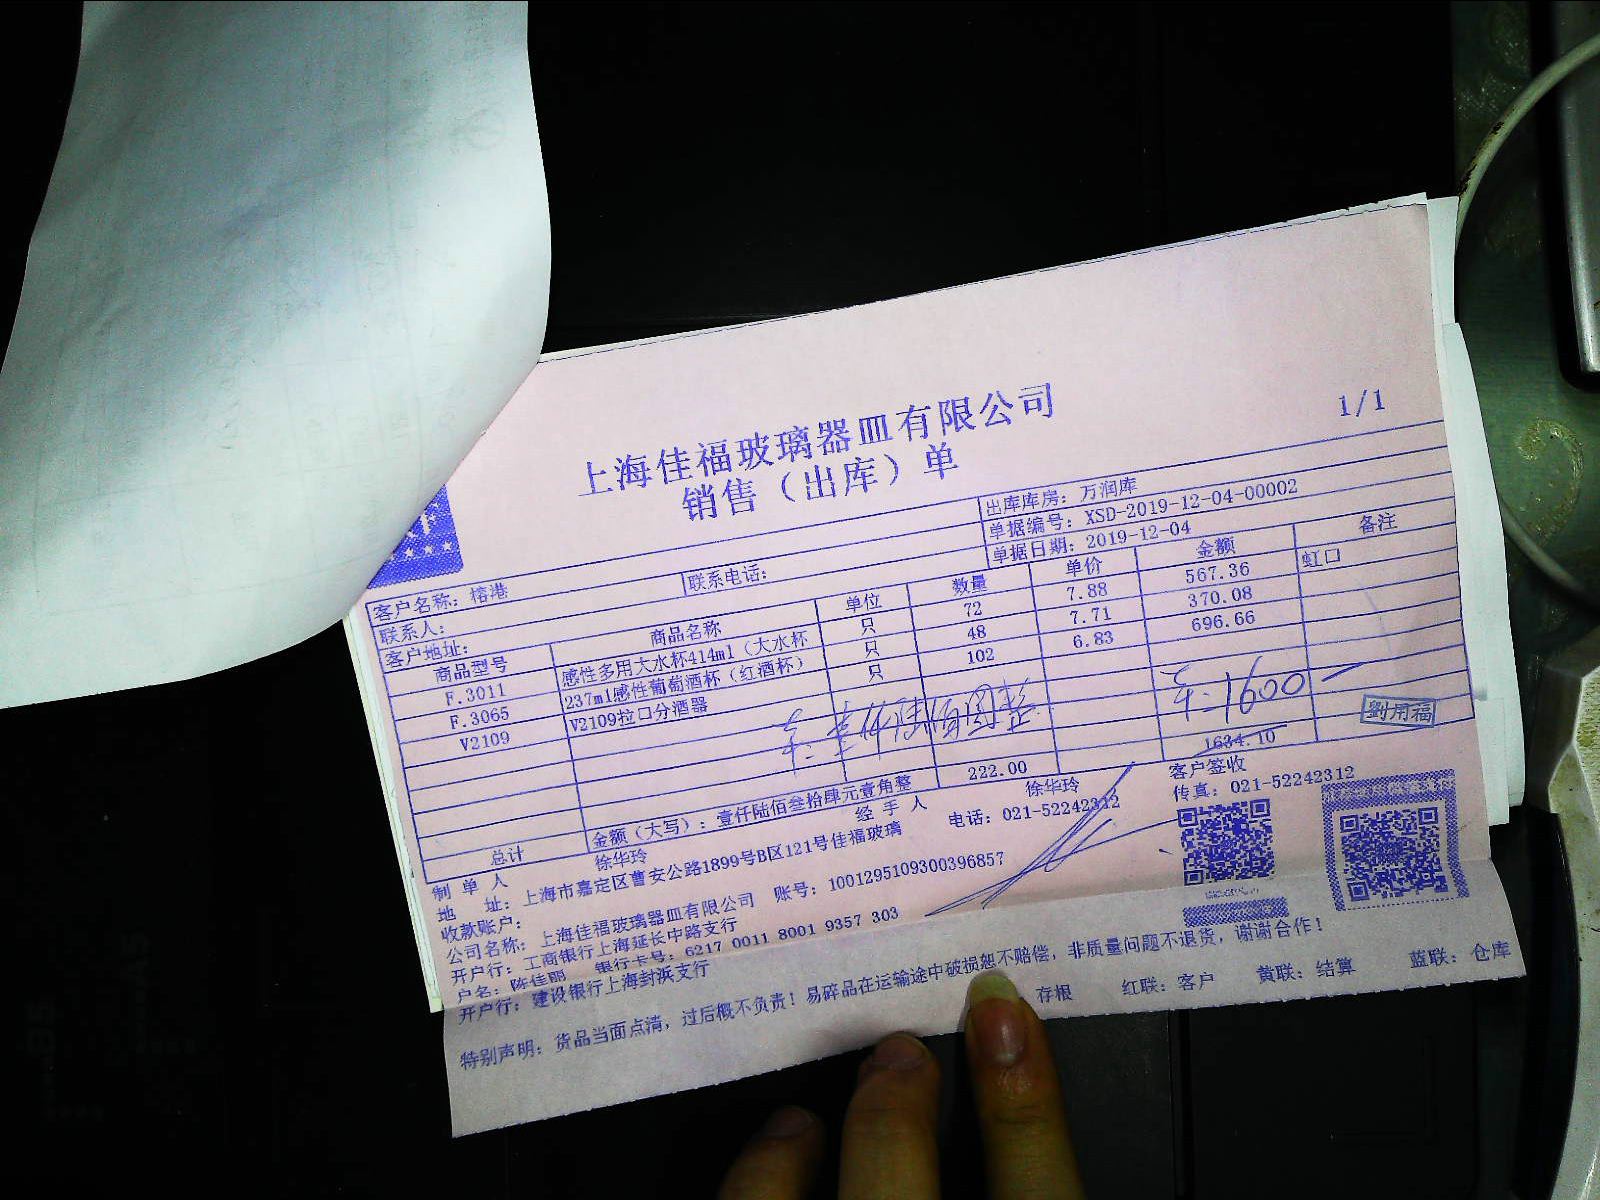 1/1
上海佳福玻璃器皿有限公司
销售（出库）单
出库库房：万润库
客户名称：榕港 联系电话： 单据编号：XSD-2019-12-04-00002
联系人： 单据日期：2019-12-04
客户地址：
商品型号 商品名称 单位 数量 单价 金额 备注
F.3011 感性多用大水杯414ml（大水杯 只 72 7.88 567.36 虹口
F.3065 237ml感性葡萄酒杯（红酒杯） 只 48 7.71 370.08
V2109 V2109拉口分酒器 只 102 6.83 696.66
壹仟陆佰圆整 1600
劉用福
总计 金额（大写）：壹仟陆佰叁拾肆元壹角整 222.00 1634.10
制单人 徐华玲 经手人 徐华玲 客户签收
地 址：上海市嘉定区曹安公路1899号B区121号佳福玻璃 电话：021-52242312 传真：021-52242312
收款账户：
公司名称：上海佳福玻璃器皿有限公司 账号：1001295109300396857
开户行：工商银行上海延长中路支行
户名：陈佳丽 银行卡号：6217 0011 8001 9357 303
开户行：建设银行上海封浜支行
特别声明：货品当面点清，过后概不负责！易碎品在运输途中破损恕不赔偿，非质量问题不退货，谢谢合作！
存根 红联：客户 黄联：结算 蓝联：仓库